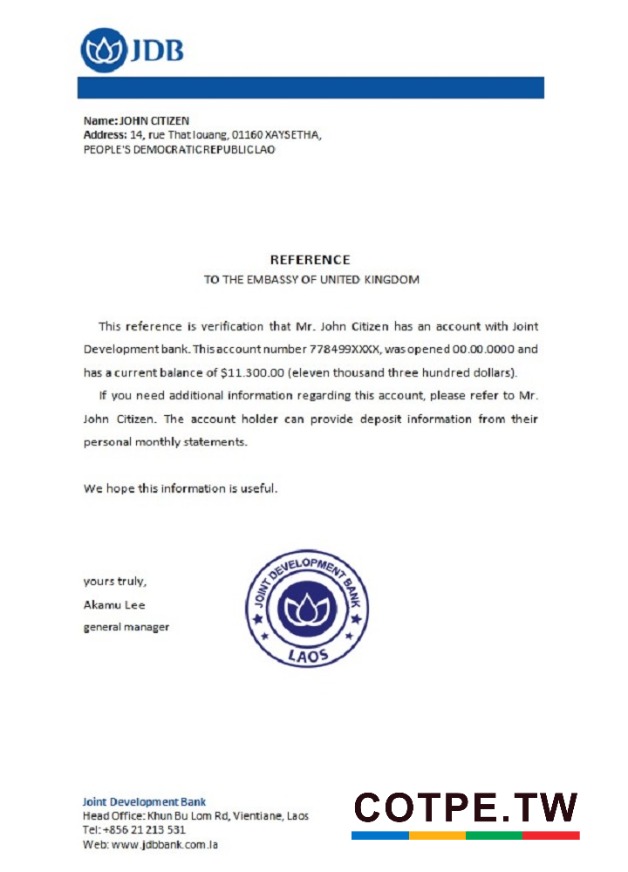 JDB
Name: JOHN CITIZEN
Address: 14, rue That louang, 01160 XAYSETHA,
PEOPLE'S DEMOCRATIC REPUBLIC LAO
REFERENCE
TO THE EMBASSY OF UNITED KINGDOM
This reference is verification that Mr. John Citizen has an account with Joint
Development bank. This account number 778499XXXX, was opened 00.00.0000 and
has a current balance of $11.300.00 (eleven thousand three hundred dollars).
If you need additional information regarding this account, please refer to Mr.
John Citizen. The account holder can provide deposit information from their
personal monthly statements.
We hope this information is useful.
yours truly,
Akamu Lee
general manager
JOINT DEVELOPMENT BANK
LAOS
Joint Development Bank
Head Office: Khun Bu Lom Rd, Vientiane, Laos
Tel: +856 21 213 531
Web: www.jdbbank.com.la
COTPE.TW